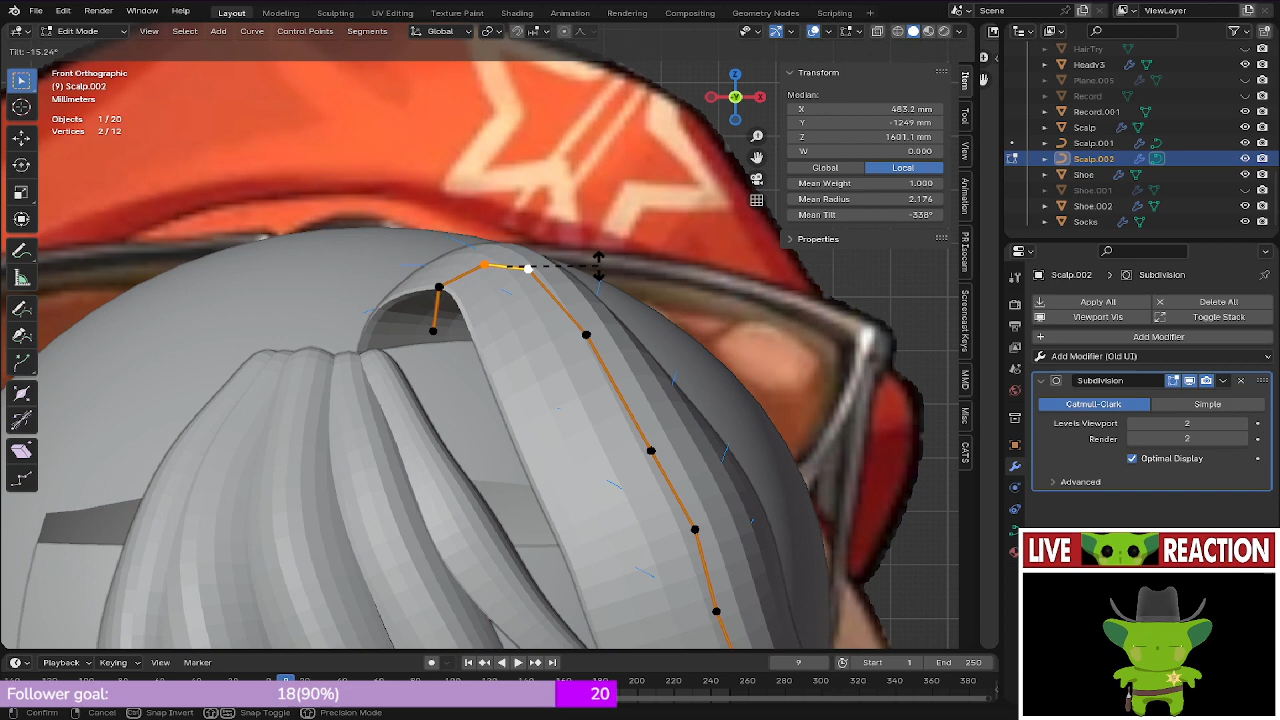 File Edit Render Window Help
Layout Modeling Sculpting UV Editing Texture Paint Shading Animation Rendering Compositing Geometry Nodes Scripting +
Scene
ViewLayer
Edit Mode View Select Add Curve Control Points Segments Global
Tilt: -15.24°
Front Orthographic
(9) Scalp.002
Millimeters
Objects 1 / 20
Vertices 2 / 12
Z
X
-Y
Transform
Median:
X 483.2 mm
Y -1249 mm
Z 1601.1 mm
W 0.000
Global Local
Mean Weight 1.000
Mean Radius 2.176
Mean Tilt -338°
Properties
Item
Tool
View
Animation
Screencast Keys
MMD
Misc
CATS
HairTry
Headv3
Plane.005
Record
Record.001
Scalp
Scalp.001
Scalp.002
Shoe
Shoe.001
Shoe.002
Socks
Scalp.002 > Subdivision
Apply All Delete All
Viewport Vis Toggle Stack
Add Modifier
Add Modifier (Old UI)
Subdivision
Catmull-Clark Simple
Levels Viewport 2
Render 2
Optimal Display
Advanced
LIVE REACTION
Playback Keying View Marker
9 Start 1 End 250
Follower goal: 18(90%) 20
Confirm Cancel Snap Invert Snap Toggle Precision Mode